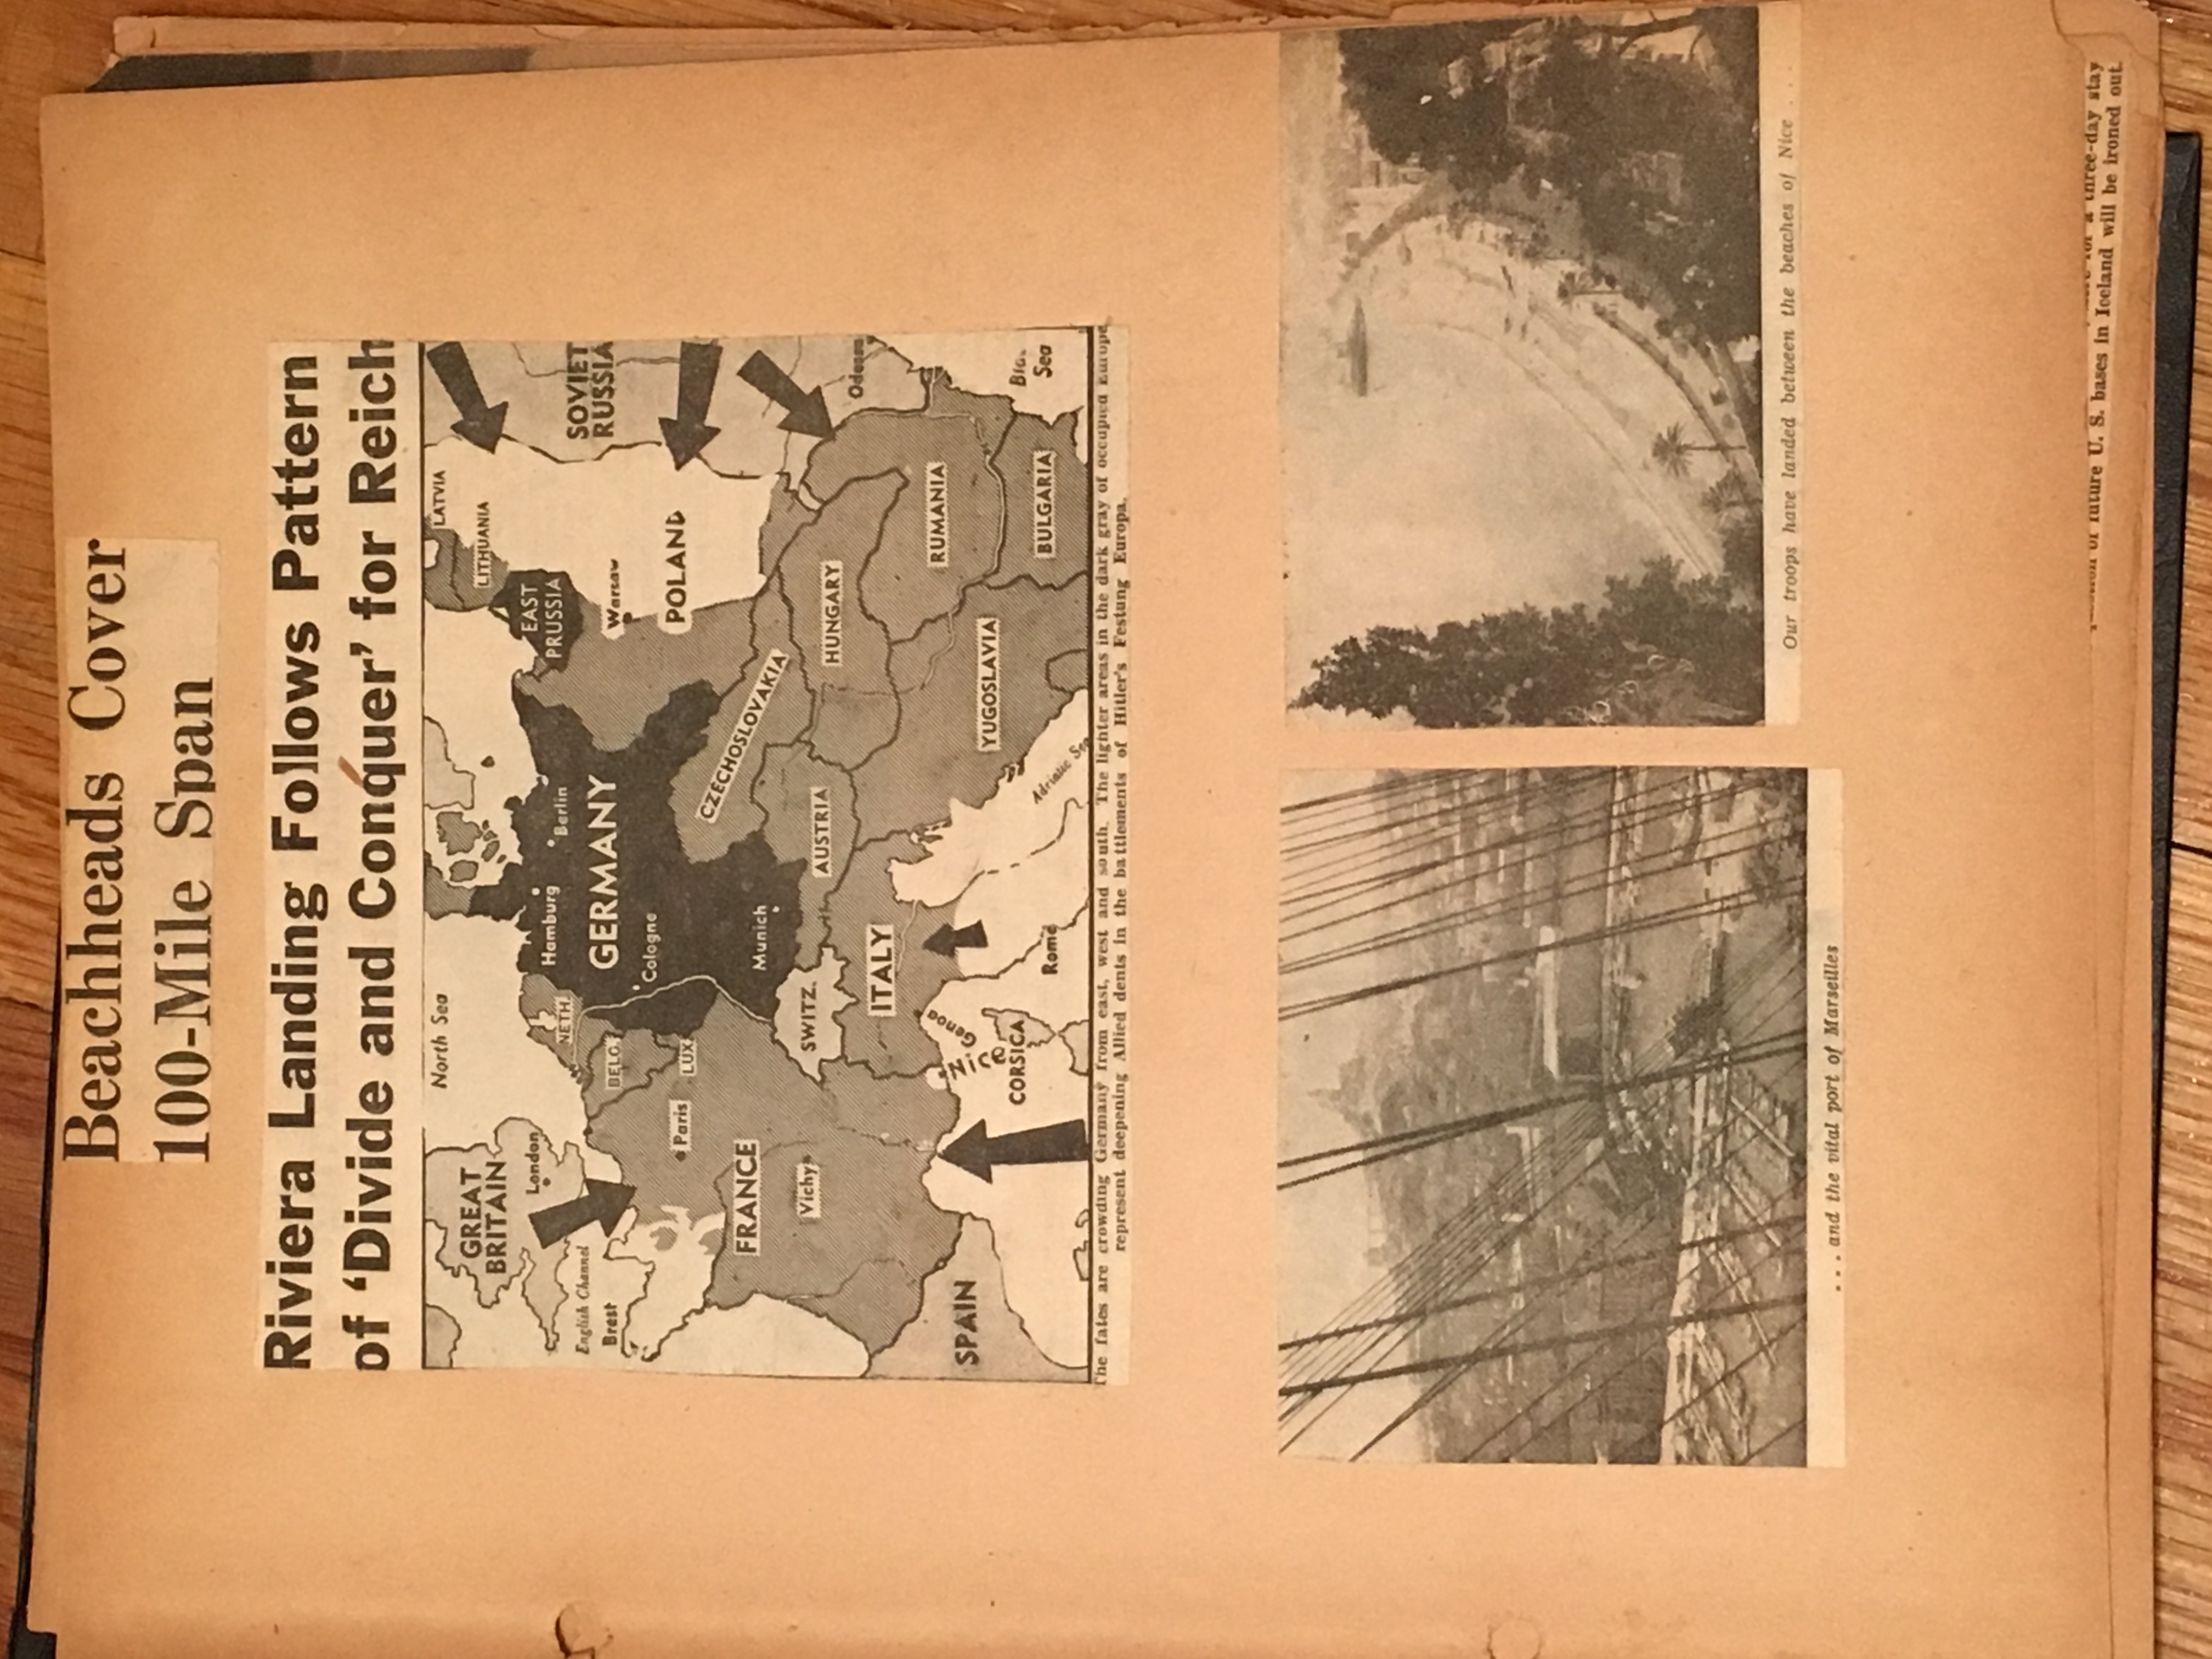 Beachheads Cover
100-Mile Span
Riviera Landing Follows Pattern
of ‘Divide and Conquer’ for Reich
North Sea
LATVIA
GREAT
BRITAIN
LITHUANIA
London
EAST
PRUSSIA
Hamburg
Berlin
NETH.
English Channel
SOVIET
RUSSIA
Brest
BELG.
GERMANY
Warsaw
Cologne
Paris
LUX.
POLAND
CZECHOSLOVAKIA
FRANCE
Munich
Vichy
SWITZ.
AUSTRIA
HUNGARY
Odessa
ITALY
SPAIN
Nice
Genoa
RUMANIA
YUGOSLAVIA
CORSICA
Rome
Adriatic Sea
BULGARIA
Sea
The fates are crowding Germany from east, west and south. The lighter areas in the dark gray of occupied Europe
represent deepening Allied dents in the battlements of Hitler's Festung Europa.
Our troops have landed between the beaches of Nice . . .
. . . and the vital port of Marseilles
for a three-day stay
of future U. S. bases in Iceland will be ironed out.